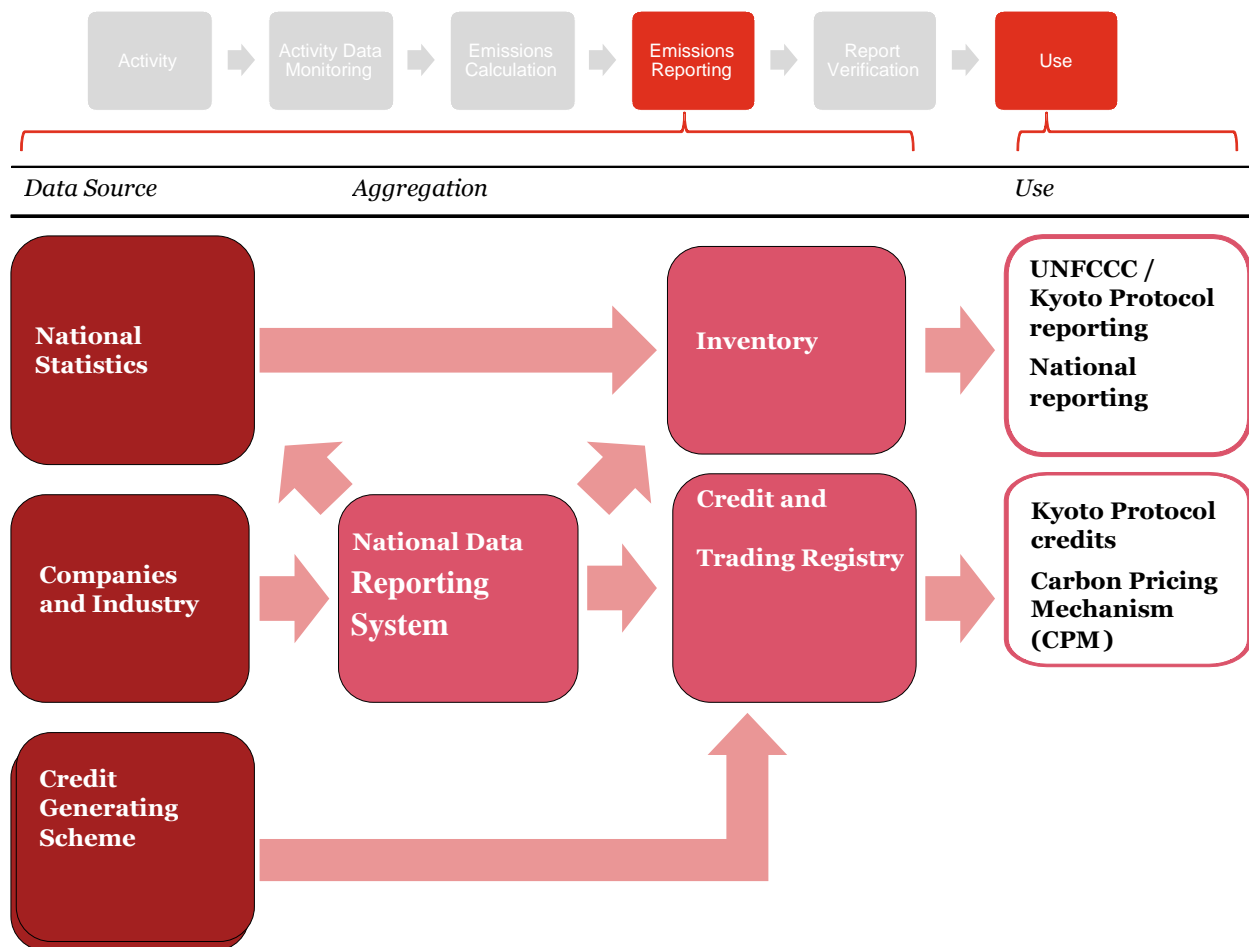 Activity
Activity Data
Monitoring
Emissions
Calculation
Emissions
Reporting
Report
Verification
Use
Data Source
Aggregation
Use
National
Statistics
Inventory
UNFCCC /
Kyoto Protocol
reporting
National
reporting
Companies
and Industry
National Data
Reporting
System
Credit and
Trading Registry
Kyoto Protocol
credits
Carbon Pricing
Mechanism
(CPM)
Credit
Generating
Scheme